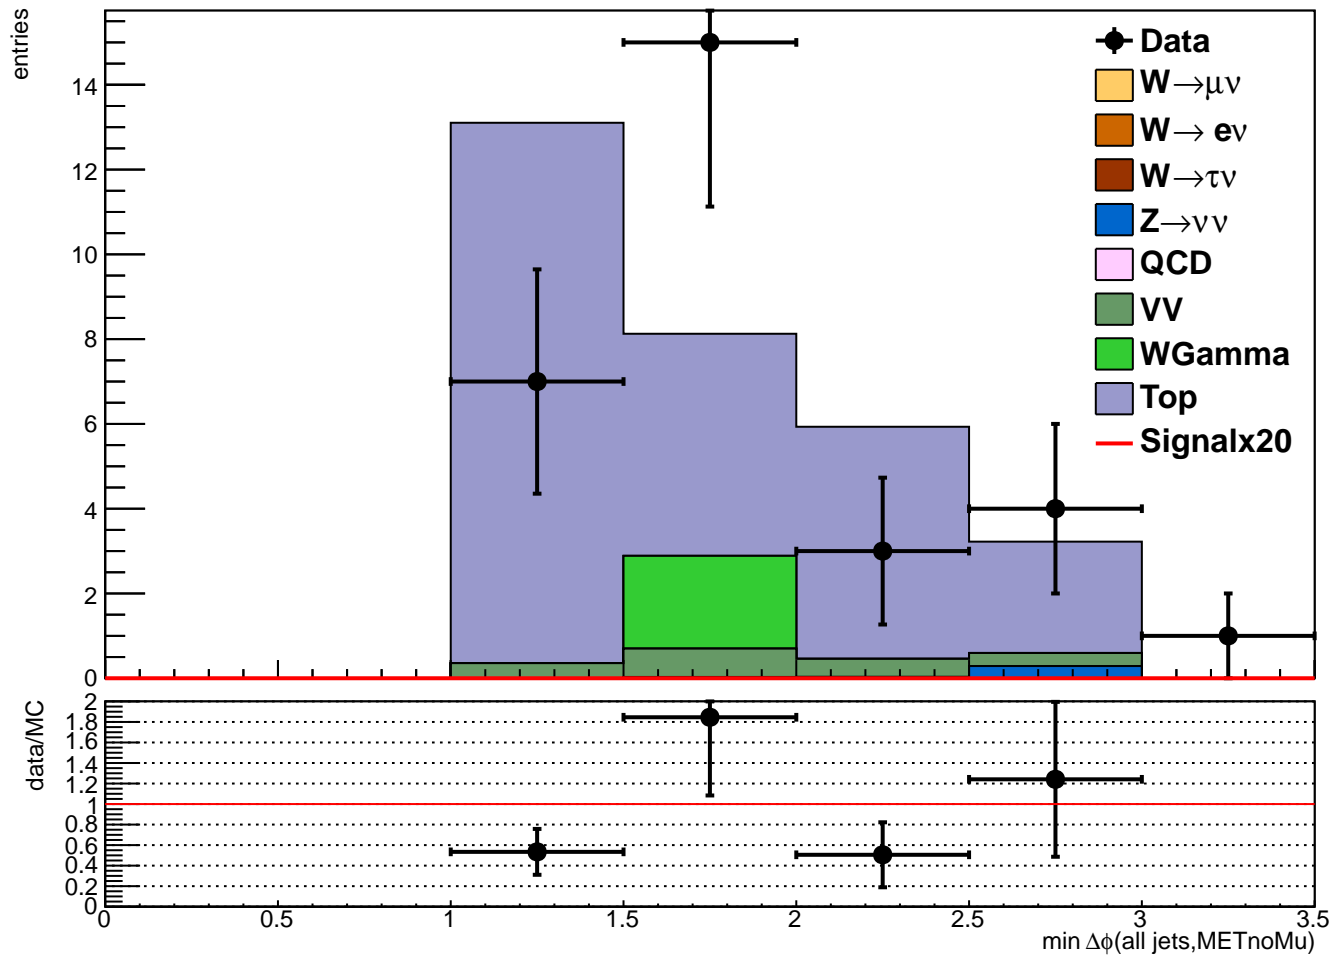 entries
14
12
10
8
6
4
2
0
Data
W→μν
W→ eν
W→τν
Z→νν
QCD
VV
WGamma
Top
Signalx20
data/MC
2
1.8
1.6
1.4
1.2
1
0.8
0.6
0.4
0.2
0
0 0.5 1 1.5 2 2.5 3 3.5
min Δϕ(all jets,METnoMu)